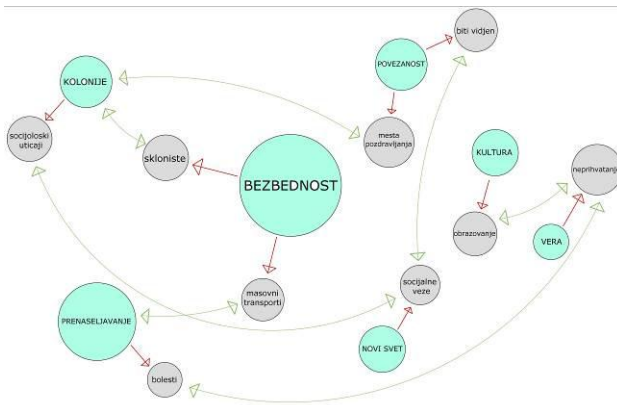 biti vidjen
POVEZANOST
KOLONIJE
socijoloski
uticaji
skloniste
mesta
pozdravljanja
KULTURA
BEZBEDNOST
neprihvatanje
obrazovanje
VERA
masovni
transporti
socijalne
veze
PRENASELJAVANJE
NOVI SVET
bolesti